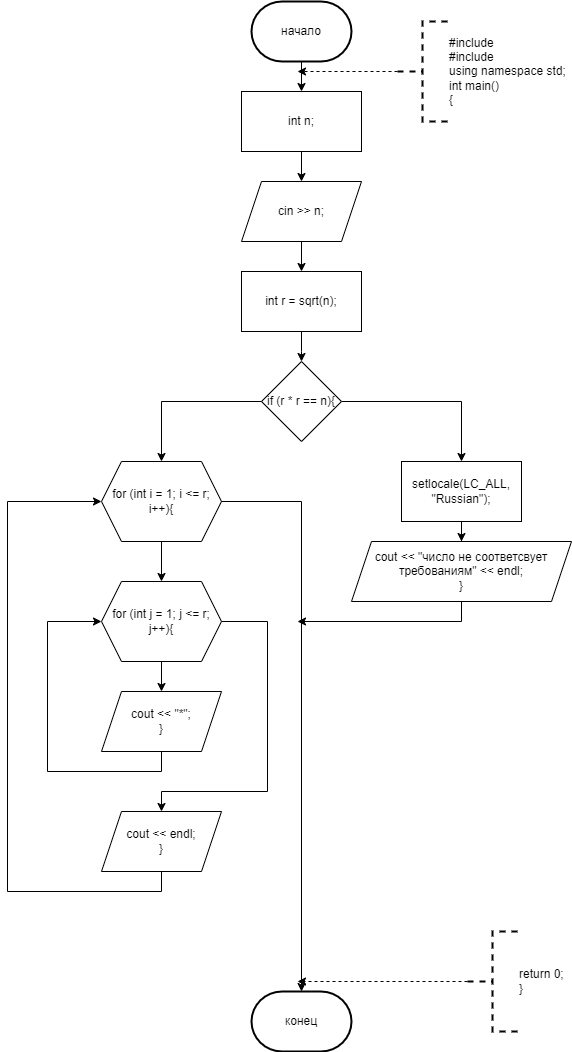 начало
#include
#include
using namespace std;
int main()
{
int n;
cin >> n;
int r = sqrt(n);
if (r * r == n){
for (int i = 1; i <= r;
i++){
setlocale(LC_ALL,
"Russian");
cout << "число не соответсвует
требованиям" << endl;
}
for (int j = 1; j <= r;
j++){
cout << "*";
}
cout << endl;
}
return 0;
}
конец